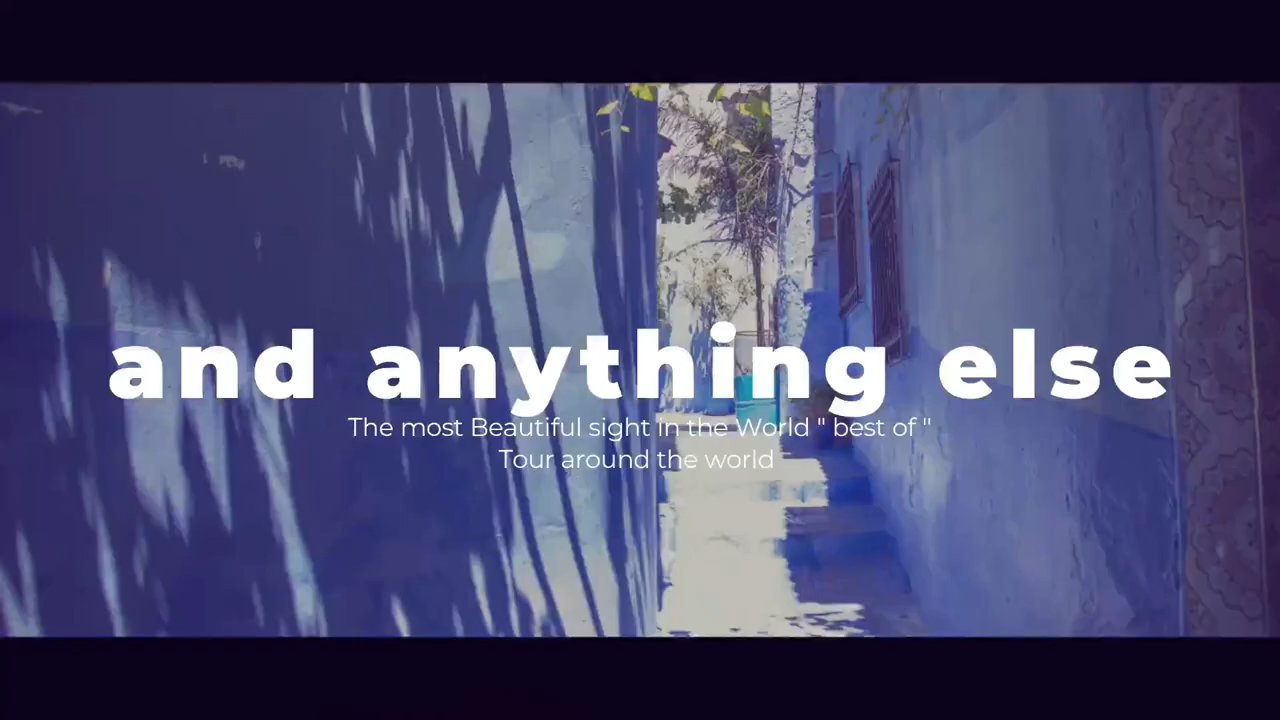 and anything else
The most Beautiful sight in the World " best of "
Tour around the world